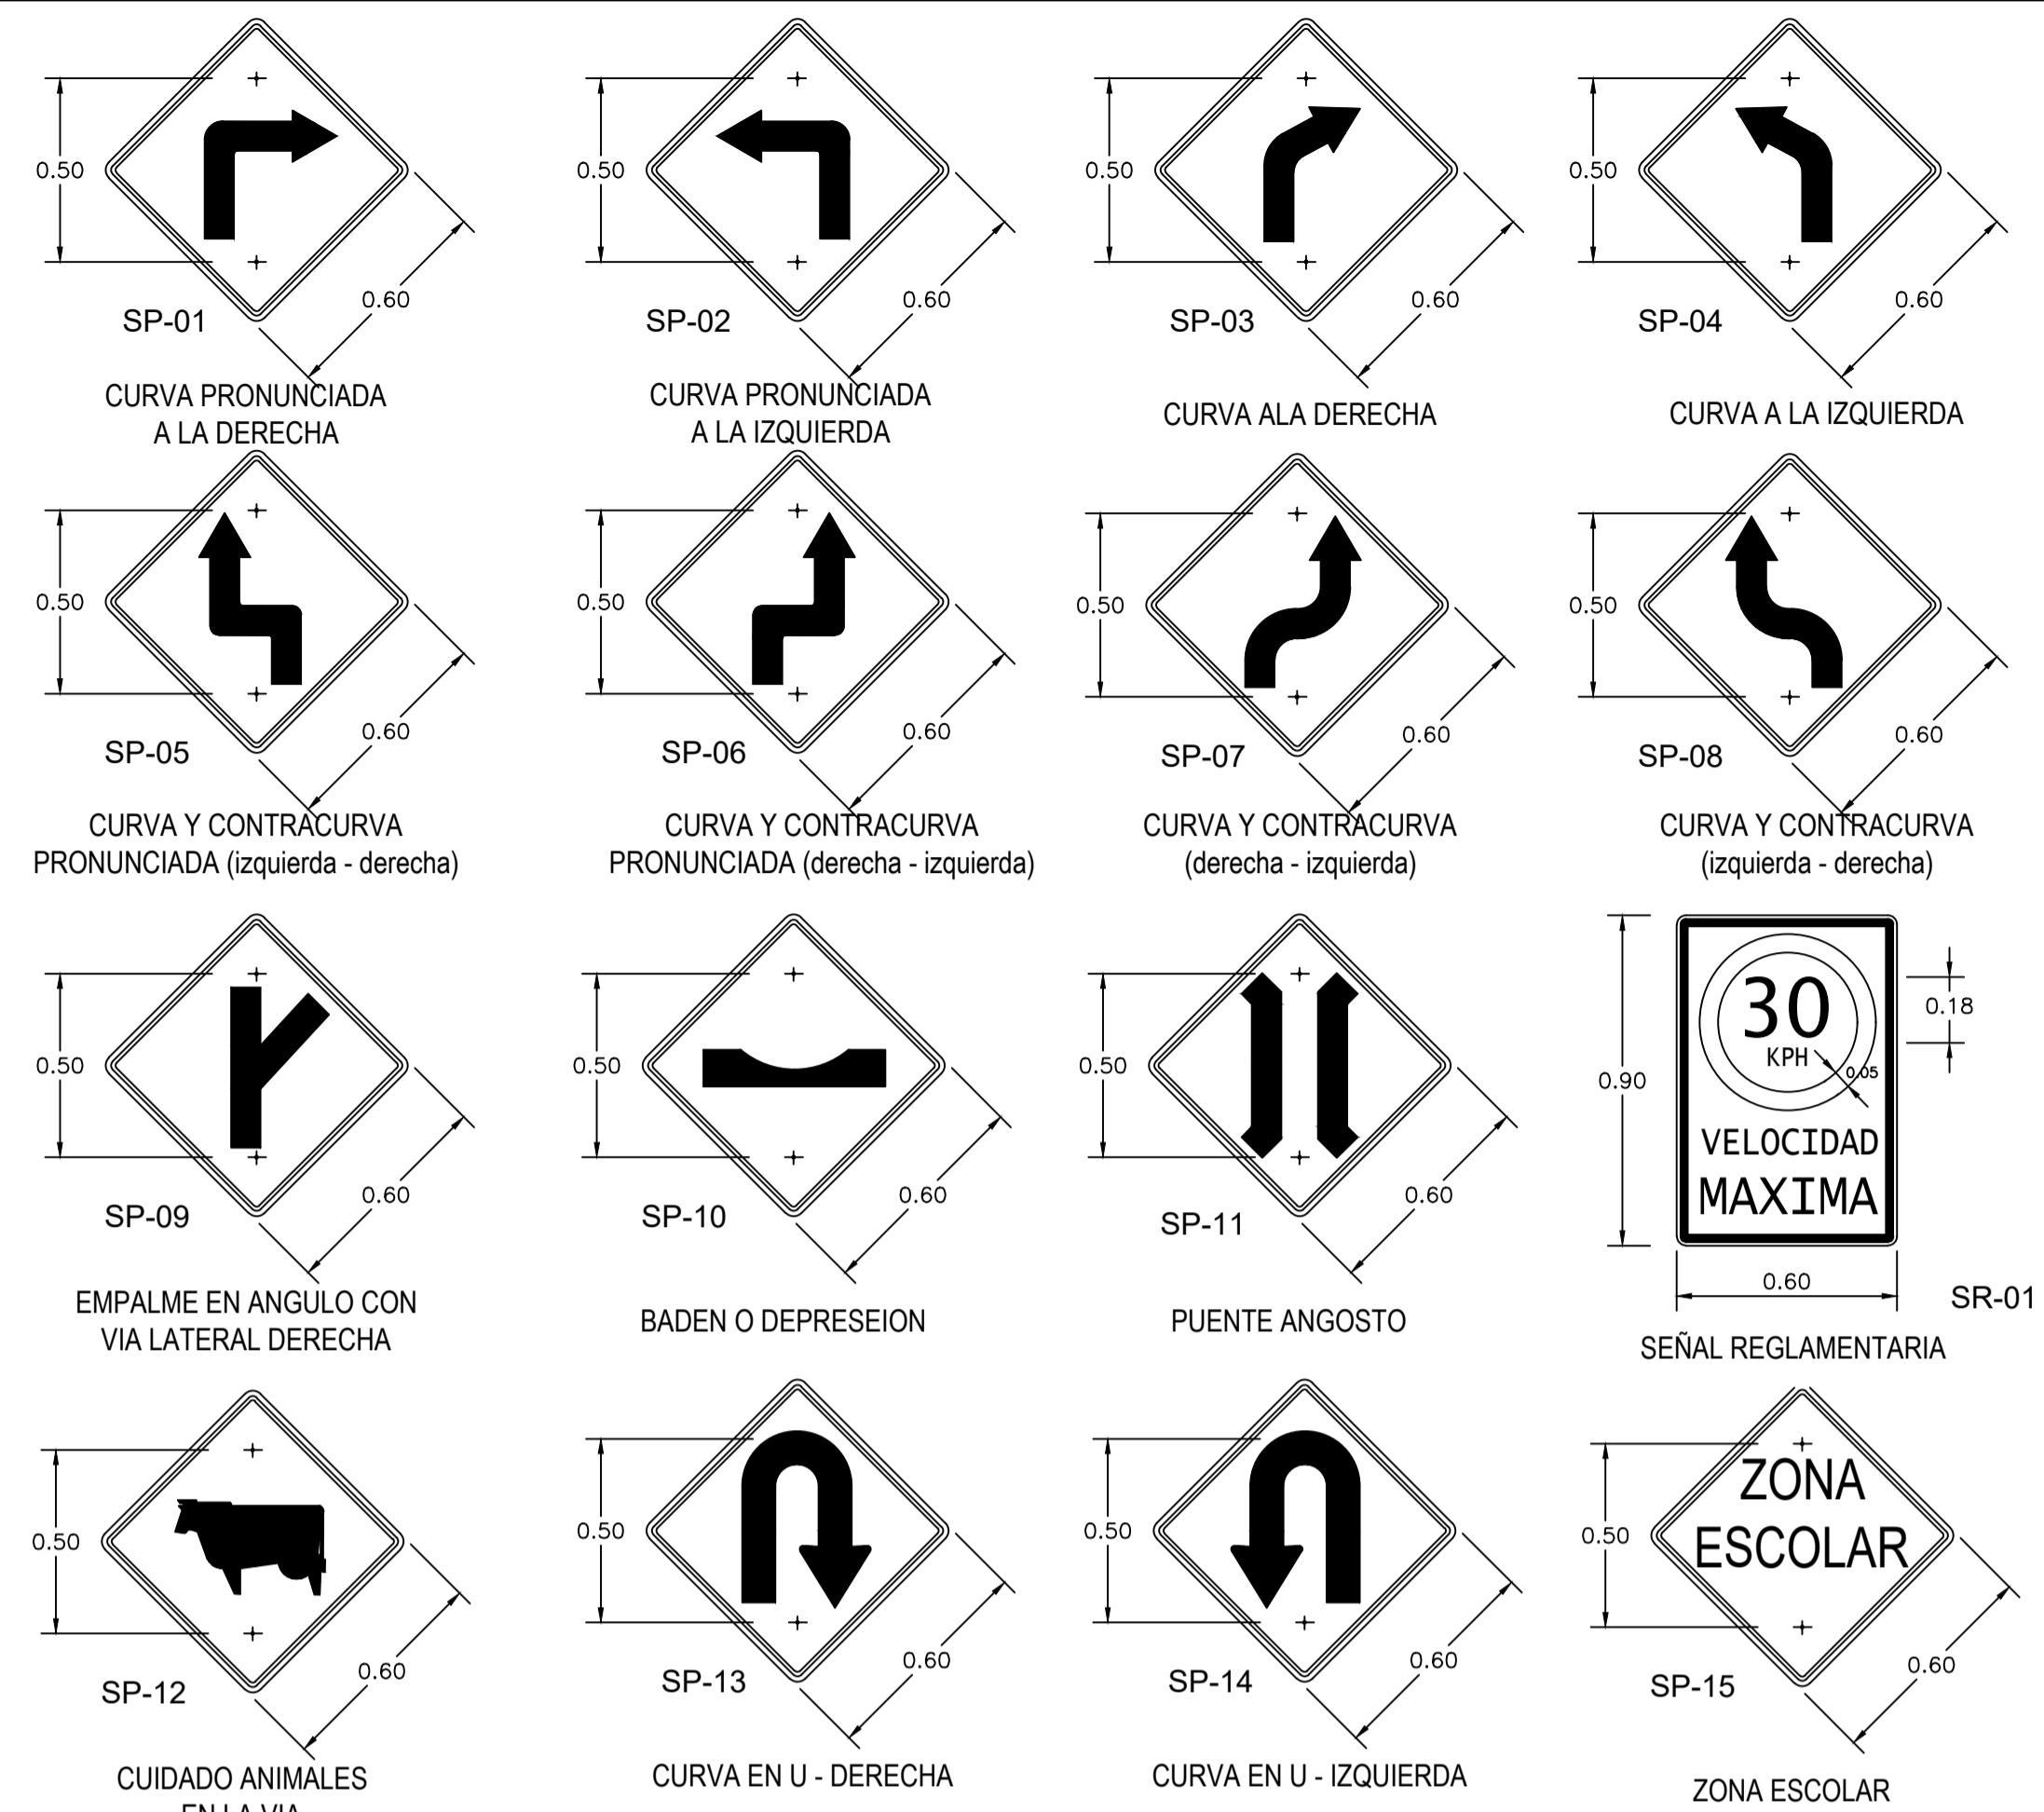 0.50
0.60
SP-01
CURVA PRONUNCIADA
A LA DERECHA
0.50
0.60
SP-02
CURVA PRONUNCIADA
A LA IZQUIERDA
0.50
0.60
SP-03
CURVA ALA DERECHA
0.50
0.60
SP-04
CURVA A LA IZQUIERDA
0.50
0.60
SP-05
CURVA Y CONTRACURVA
PRONUNCIADA (izquierda - derecha)
0.50
0.60
SP-06
CURVA Y CONTRACURVA
PRONUNCIADA (derecha - izquierda)
0.50
0.60
SP-07
CURVA Y CONTRACURVA
(derecha - izquierda)
0.50
0.60
SP-08
CURVA Y CONTRACURVA
(izquierda - derecha)
0.50
0.60
SP-09
EMPALME EN ANGULO CON
VIA LATERAL DERECHA
0.50
0.60
SP-10
BADEN O DEPRESEION
0.50
0.60
SP-11
PUENTE ANGOSTO
30
KPH
0.05
0.18
0.90
VELOCIDAD
MAXIMA
0.60
SR-01
SEÑAL REGLAMENTARIA
0.50
0.60
SP-12
CUIDADO ANIMALES
EN LA VIA
0.50
0.60
SP-13
CURVA EN U - DERECHA
0.50
0.60
SP-14
CURVA EN U - IZQUIERDA
ZONA
ESCOLAR
0.50
0.60
SP-15
ZONA ESCOLAR